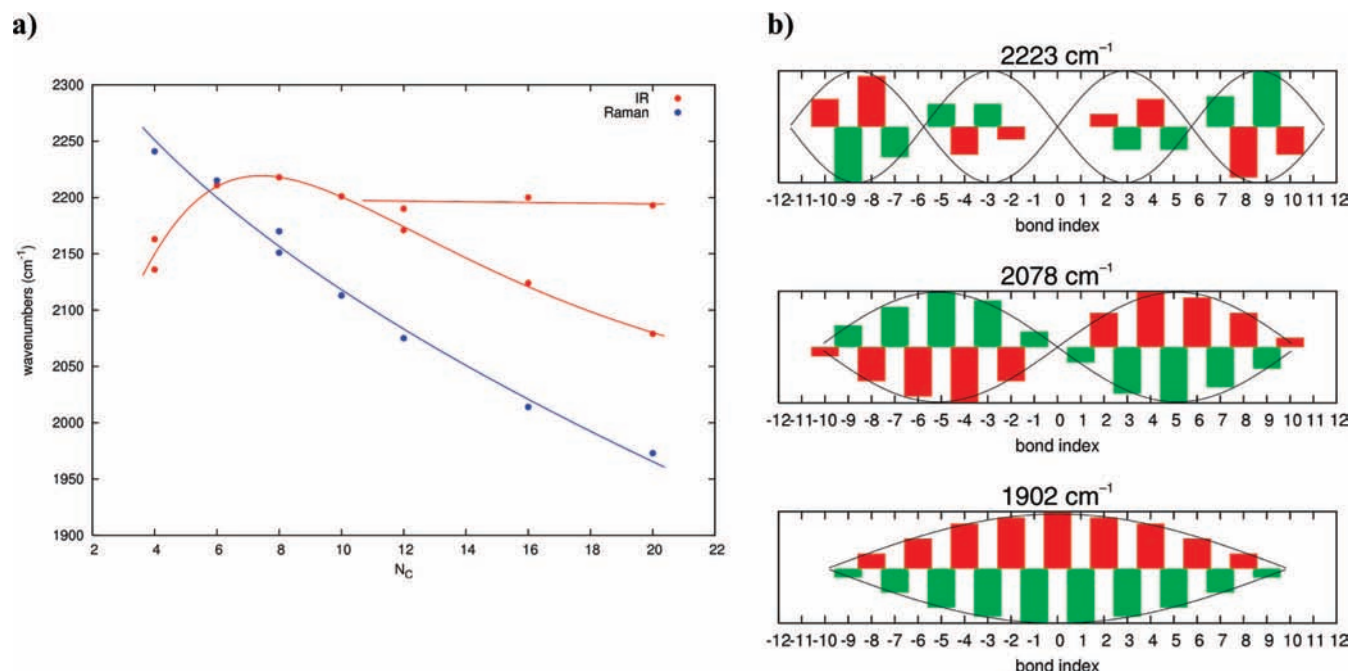 a)
2300
2250
2200
2150
2100
2050
2000
1950
1900
wavenumbers (cm⁻¹)
IR
Raman
2 4 6 8 10 12 14 16 18 20 22
N_C
b)
2223 cm⁻¹
-12 -11 -10 -9 -8 -7 -6 -5 -4 -3 -2 -1 0 1 2 3 4 5 6 7 8 9 10 11 12
bond index
2078 cm⁻¹
-12 -11 -10 -9 -8 -7 -6 -5 -4 -3 -2 -1 0 1 2 3 4 5 6 7 8 9 10 11 12
bond index
1902 cm⁻¹
-12 -11 -10 -9 -8 -7 -6 -5 -4 -3 -2 -1 0 1 2 3 4 5 6 7 8 9 10 11 12
bond index